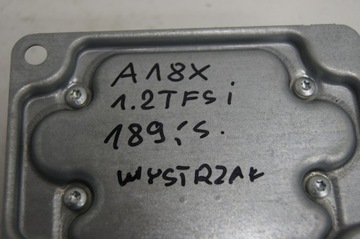 A18X
1.2TFSi
189,-s.
WYSTRZAŁ